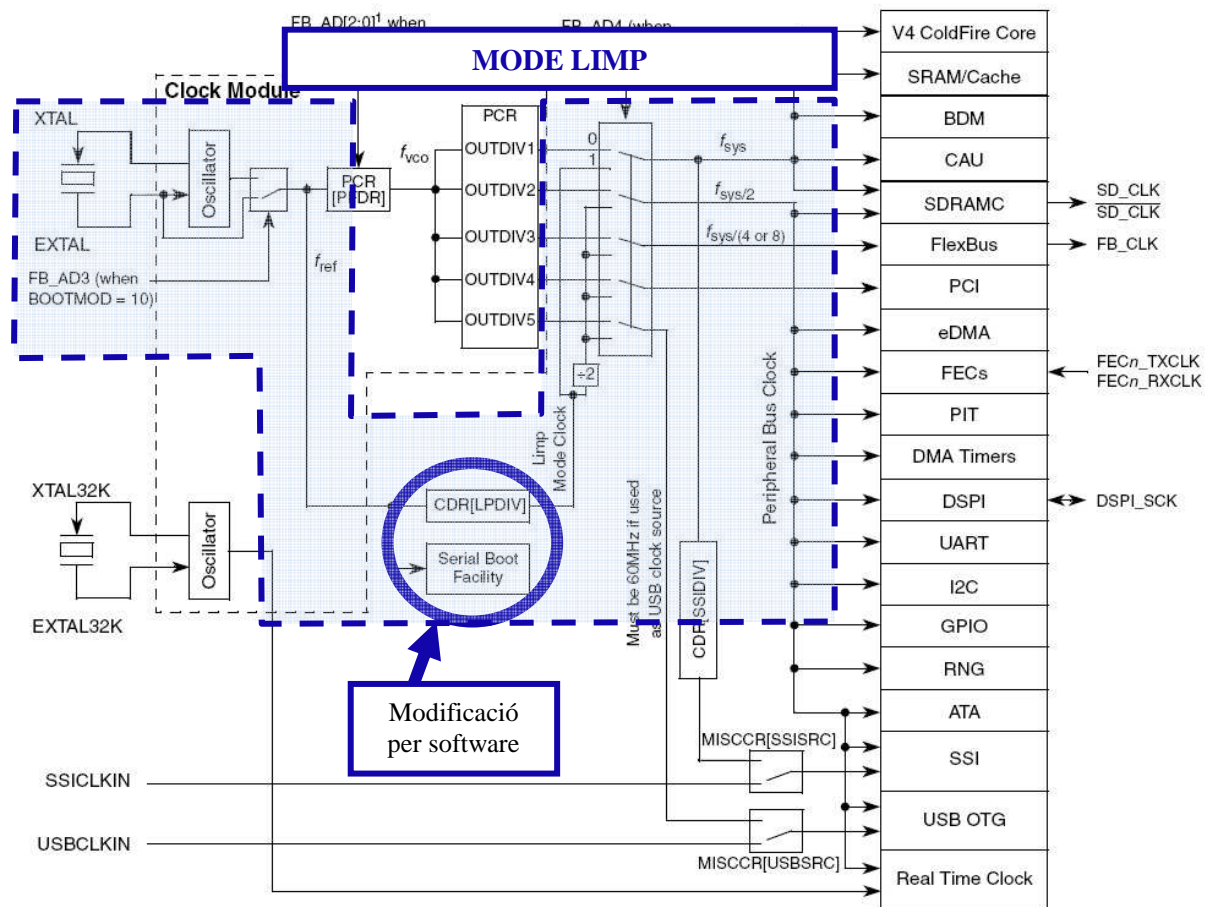 FB_AD[2:0]¹ when
FB_AD4 (when
MODE LIMP
Clock Module
XTAL
EXTAL
Oscillator
FB_AD3 (when
BOOTMOD = 10)
fref
PCR
fvco
PCR
OUTDIV1
OUTDIV2
OUTDIV3
OUTDIV4
OUTDIV5
0
1
fsys
fsys/2
fsys/(4 or 8)
÷2
Limp
Mode Clock
Peripheral Bus Clock
CDR[LPDIV]
Serial Boot
Facility
XTAL32K
EXTAL32K
Oscillator
Must be 60MHz if used
as USB clock source
CDR[SSIDIV]
Modificació
per software
SSICLKIN
USBCLKIN
MISCCR[SSISRC]
MISCCR[USBSRC]
V4 ColdFire Core
SRAM/Cache
BDM
CAU
SDRAMC
SD_CLK
SD_CLK
FlexBus
FB_CLK
PCI
eDMA
FECs
FECn_TXCLK
FECn_RXCLK
PIT
DMA Timers
DSPI
DSPI_SCK
UART
I2C
GPIO
RNG
ATA
SSI
USB OTG
Real Time Clock